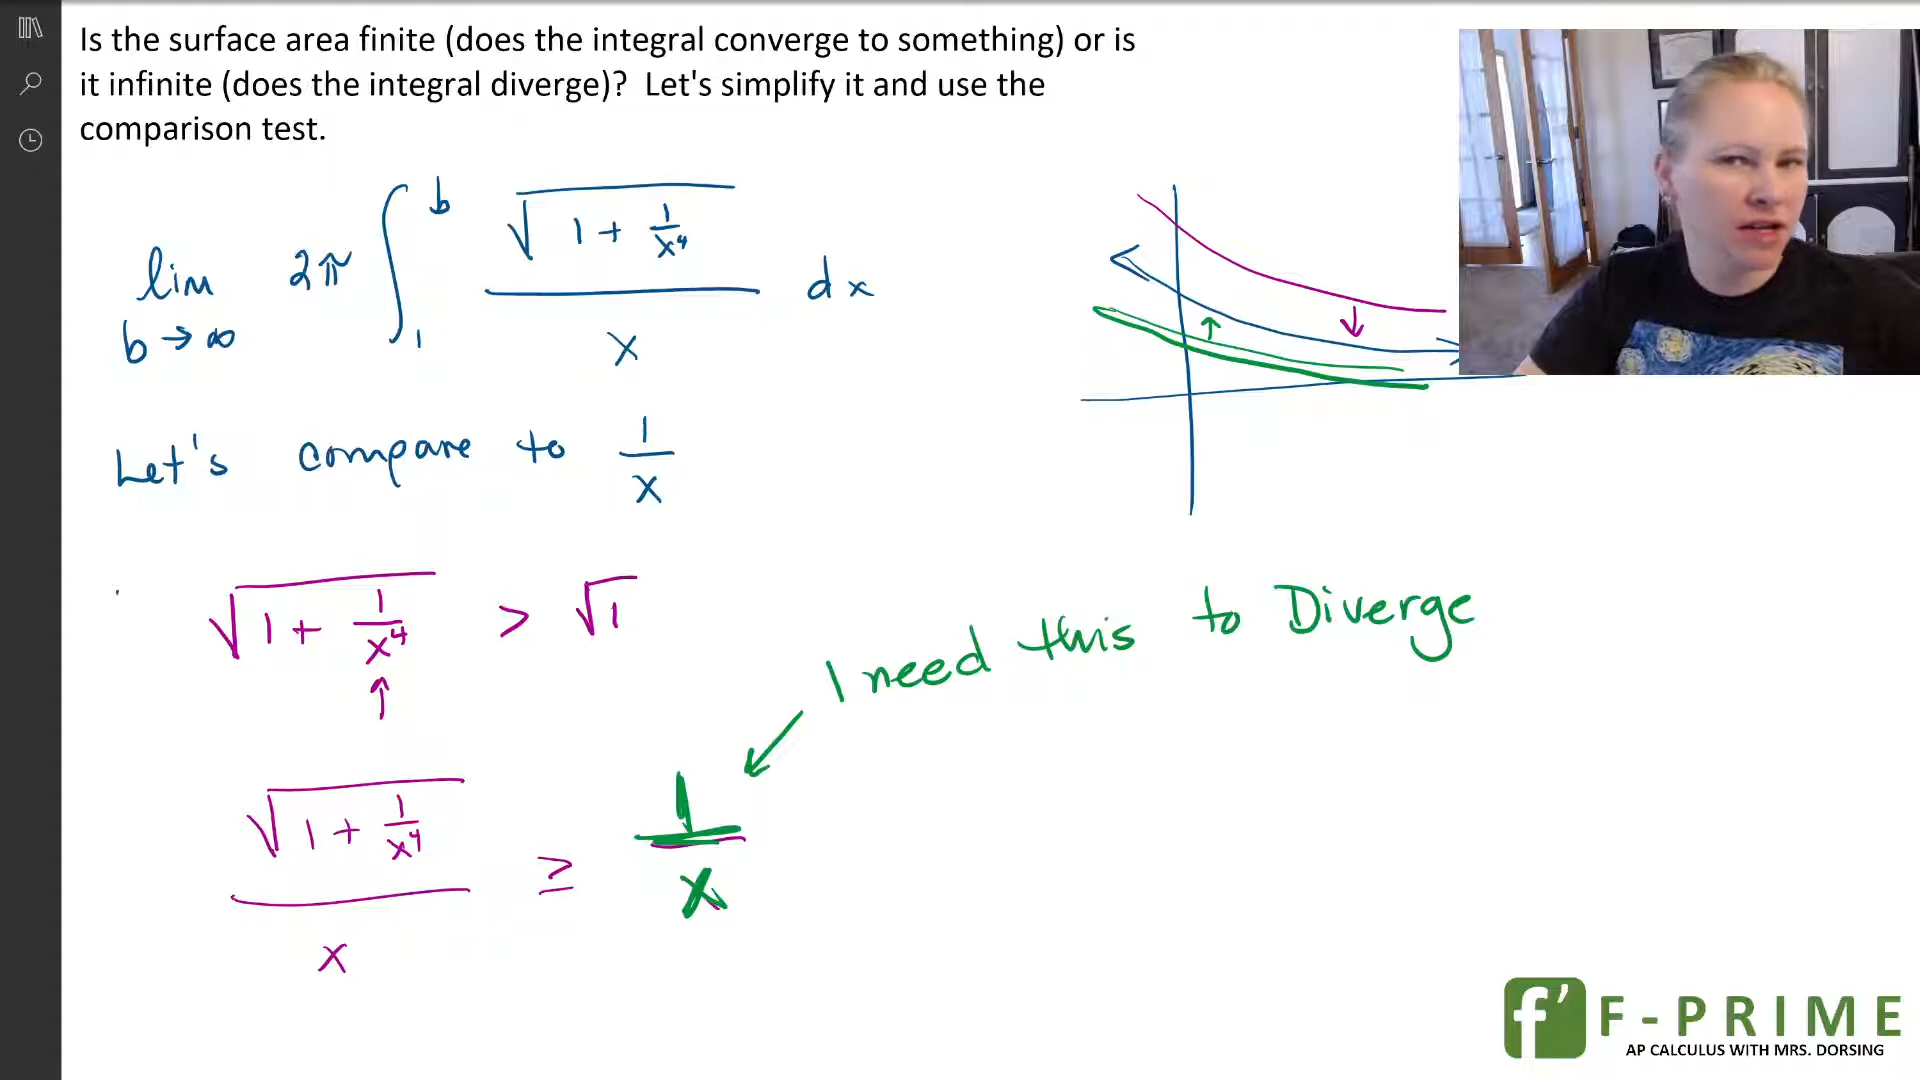 Is the surface area finite (does the integral converge to something) or is
it infinite (does the integral diverge)?  Let's simplify it and use the
comparison test.
lim b→∞ 2π ∫₁ᵇ √(1 + 1/x⁴) / x dx
Let's compare to 1/x
√(1 + 1/x⁴) > √1
I need this to Diverge
√(1 + 1/x⁴) / x ≥ 1/x
f'
F-PRIME
AP CALCULUS WITH MRS. DORSING